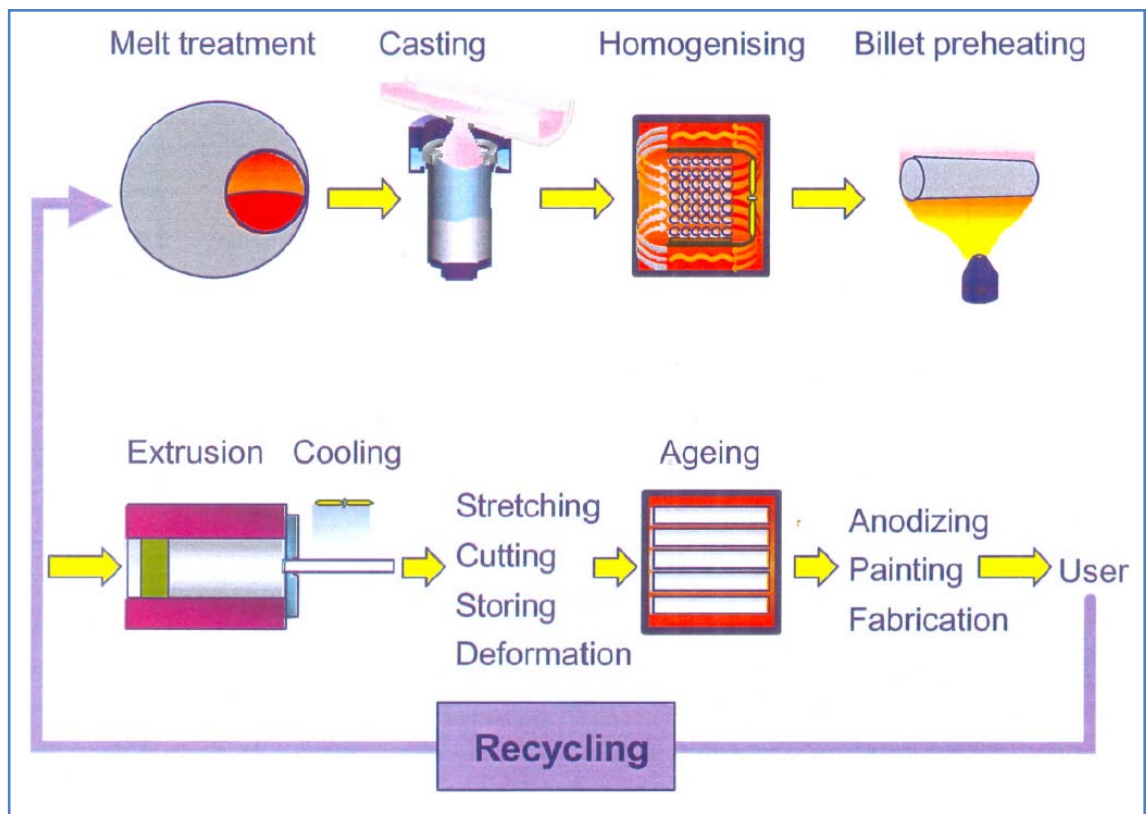 Melt treatment
Casting
Homogenising
Billet preheating
Extrusion
Cooling
Stretching
Cutting
Storing
Deformation
Ageing
Anodizing
Painting
Fabrication
User
Recycling